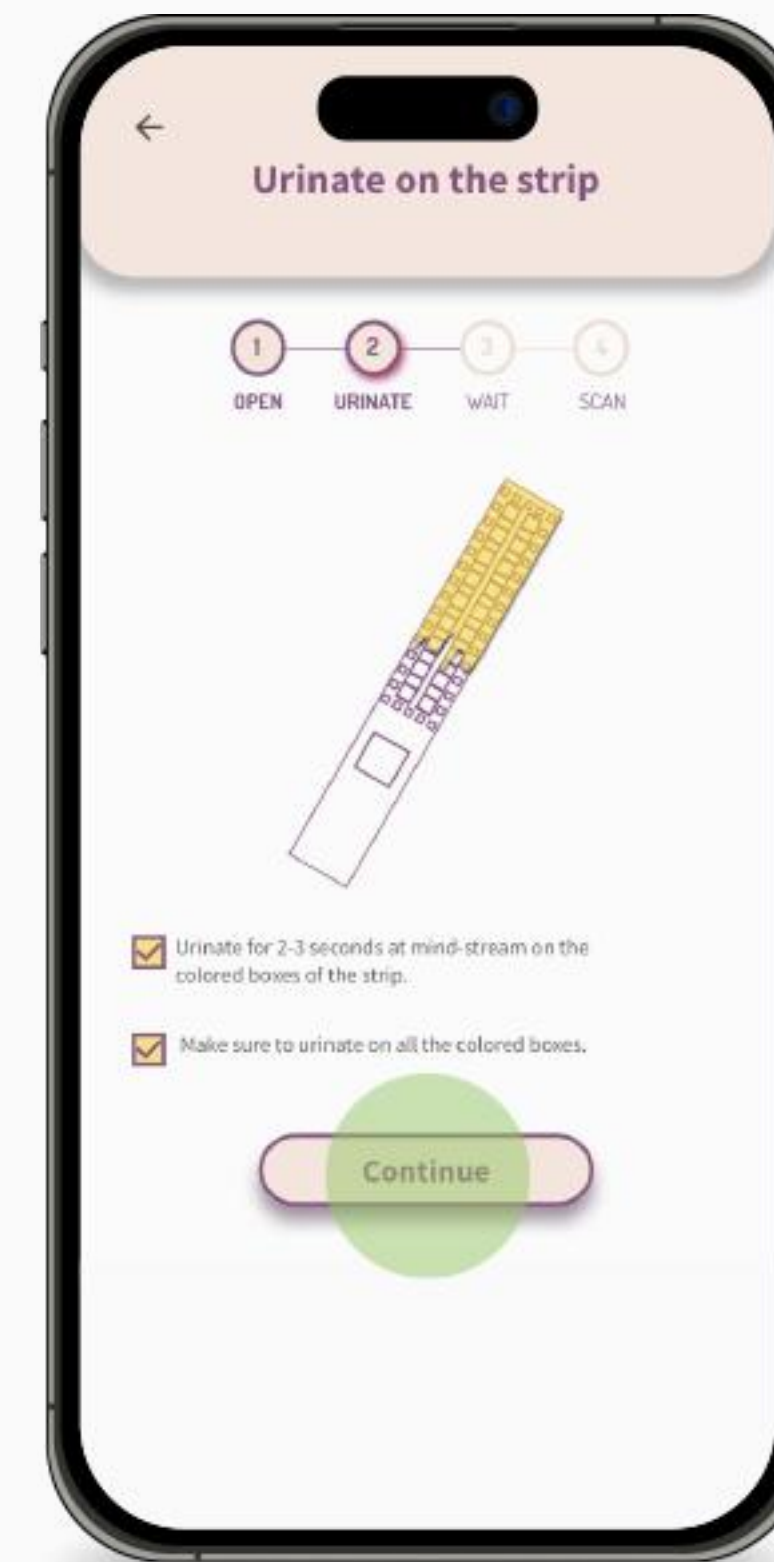 Urinate on the strip
1 2 3 4
OPEN URINATE WAIT SCAN
Urinate for 2-3 seconds at mind-stream on the
colored boxes of the strip.
Make sure to urinate on all the colored boxes.
Continue